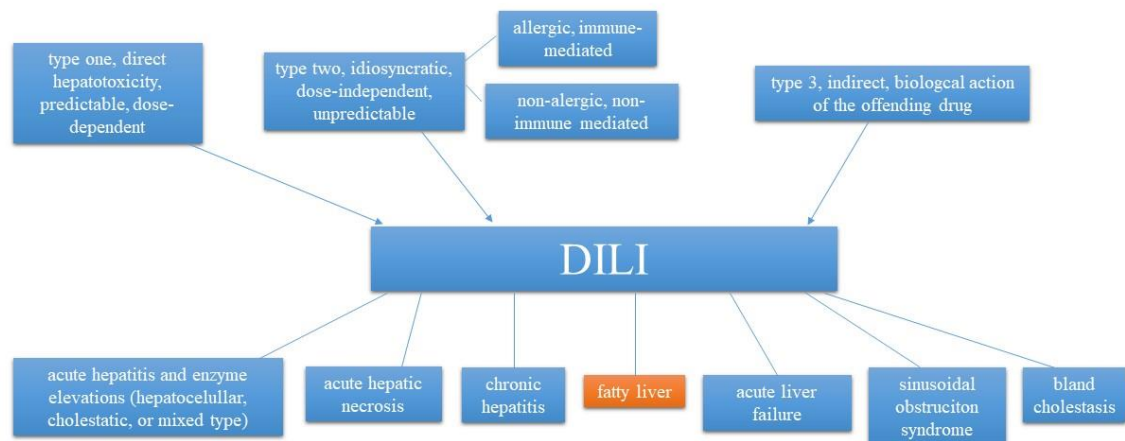 type one, direct
hepatotoxicity,
predictable, dose-
dependent
type two, idiosyncratic,
dose-independent,
unpredictable
allergic, immune-
mediated
non-alergic, non-
immune mediated
type 3, indirect, biologcal action
of the offending drug
DILI
acute hepatitis and enzyme
elevations (hepatocelullar,
cholestatic, or mixed type)
acute hepatic
necrosis
chronic
hepatitis
fatty liver
acute liver
failure
sinusoidal
obstruciton
syndrome
bland
cholestasis